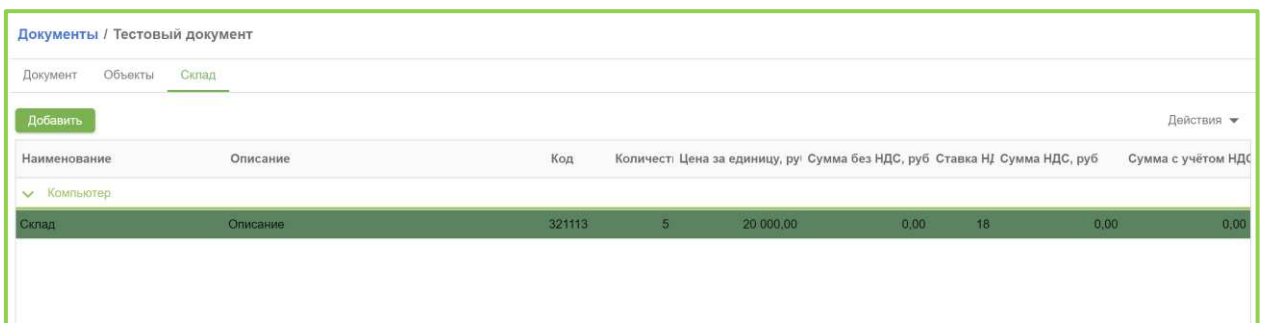 Документы / Тестовый документ
Документ Объекты Склад
Добавить Действия
Наименование Описание Код Количест Цена за единицу, ру Сумма без НДС, руб Ставка НД Сумма НДС, руб Сумма с учётом НДС
Компьютер
Склад Описание 321113 5 20 000,00 0,00 18 0,00 0,00